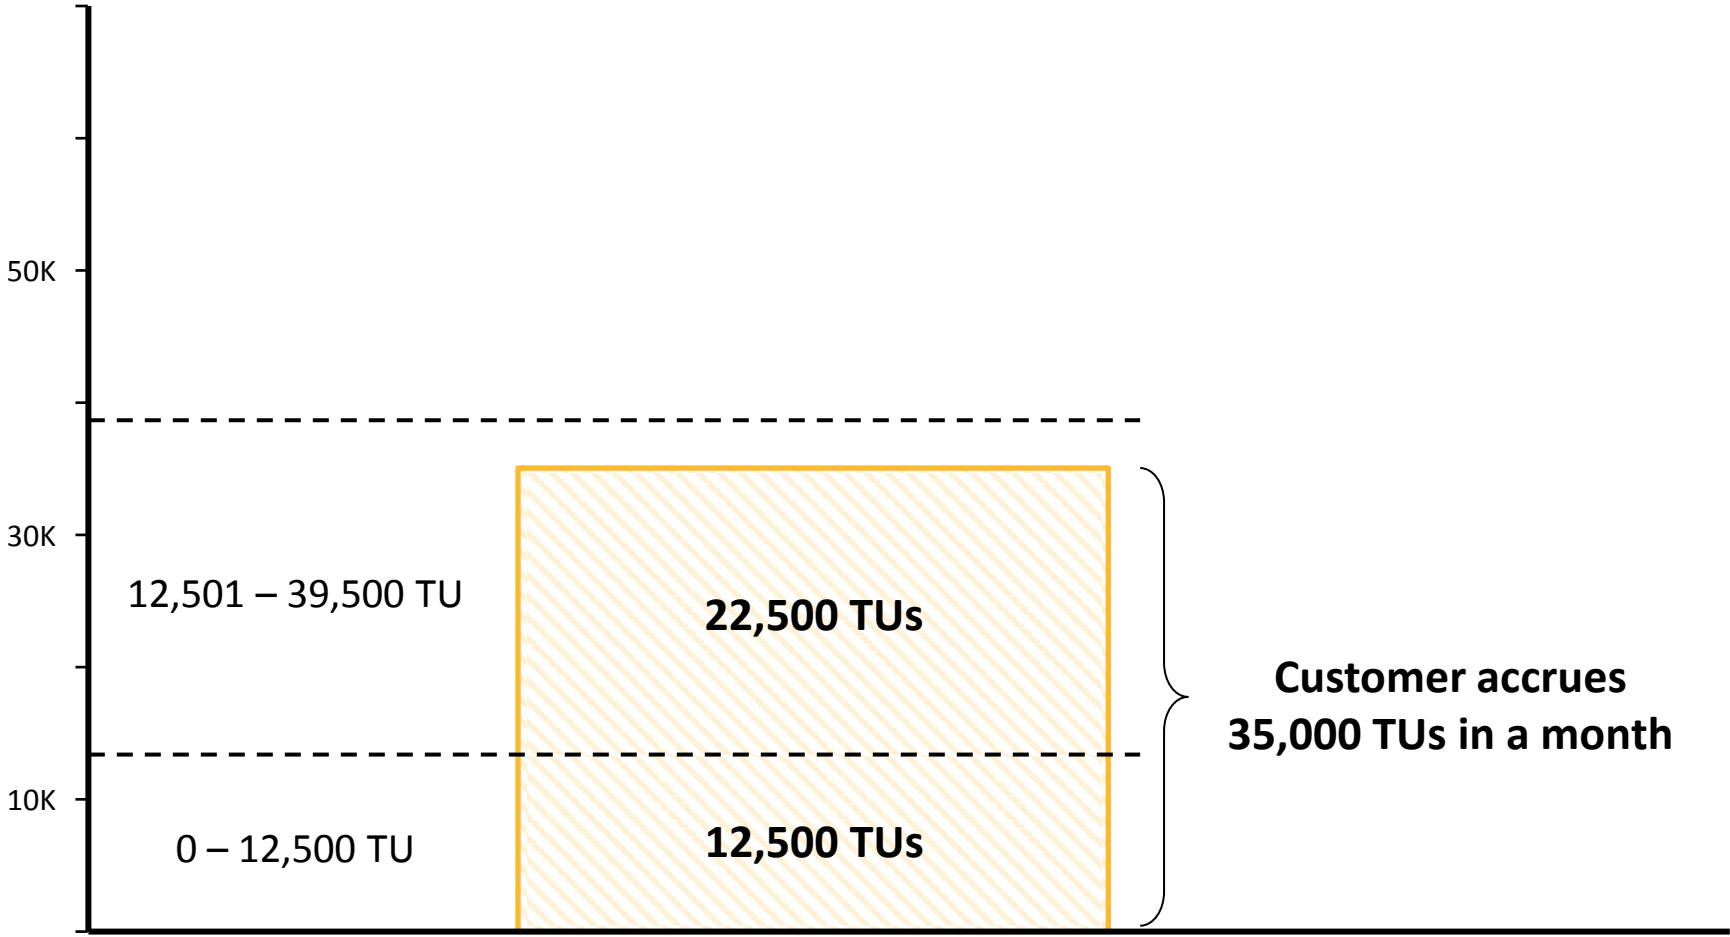 50K
30K
12,501 – 39,500 TU
22,500 TUs
Customer accrues
35,000 TUs in a month
10K
0 – 12,500 TU
12,500 TUs